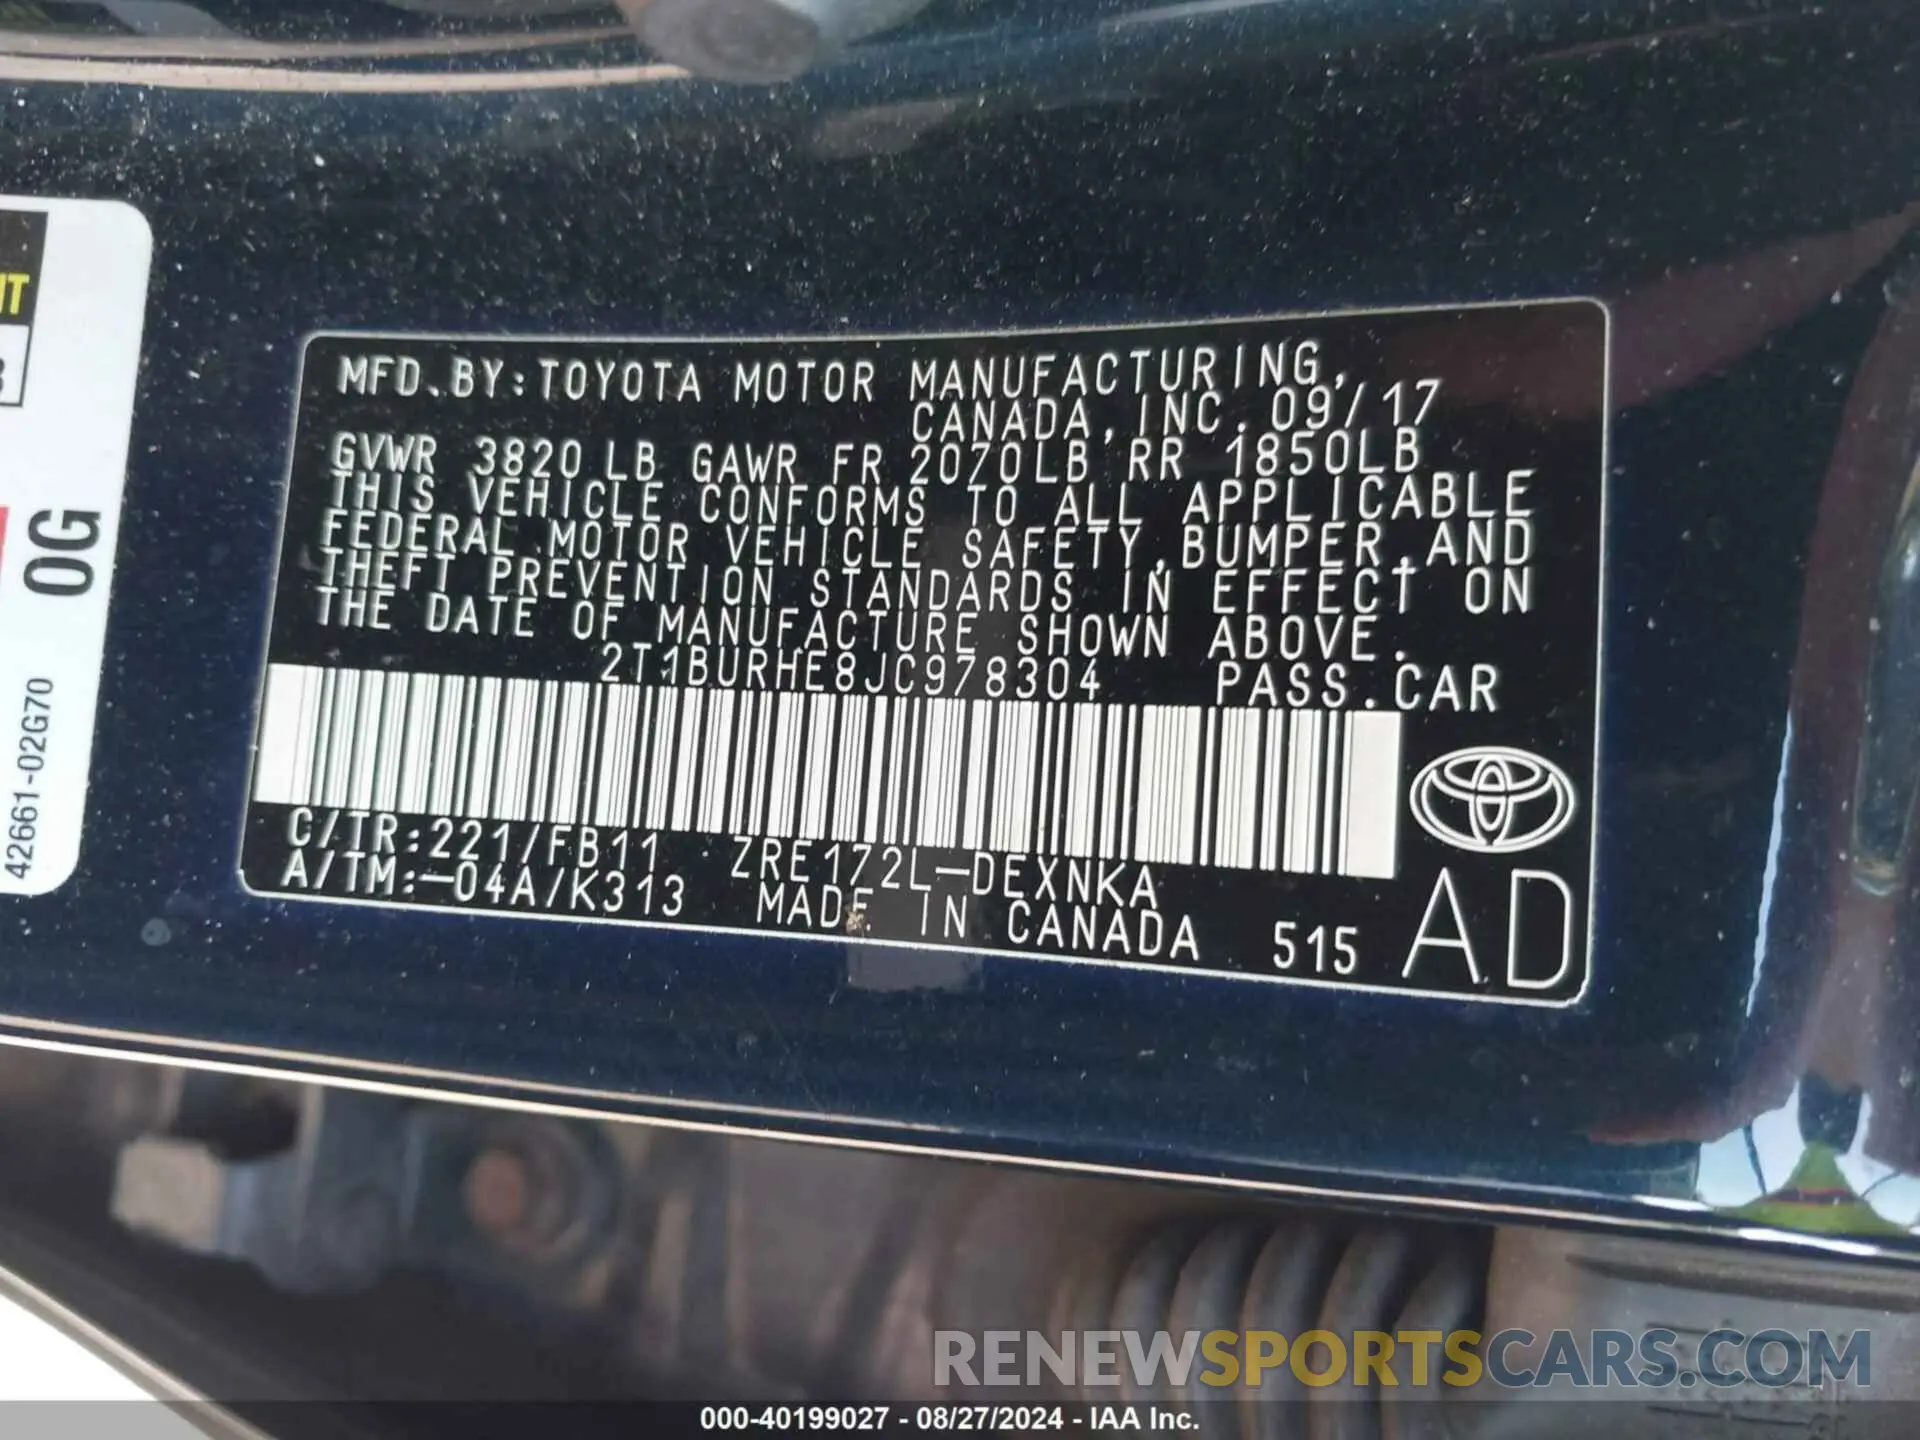 MFD.BY:TOYOTA MOTOR MANUFACTURING,
CANADA, INC. 09/17
GVWR 3820 LB GAWR FR 2070LB RR 1850LB
THIS VEHICLE CONFORMS TO ALL APPLICABLE
FEDERAL MOTOR VEHICLE SAFETY,BUMPER,AND
THEFT PREVENTION STANDARDS IN EFFECT ON
THE DATE OF MANUFACTURE SHOWN ABOVE.
2T1BURHE8JC978304 PASS.CAR
C/TR:221/FB11 ZRE172L-DEXNKA
A/TM:-04A/K313 MADE IN CANADA 515 AD
0G
42661-02G70
RENEWSPORTSCARS.COM
000-40199027 - 08/27/2024 - IAA Inc.